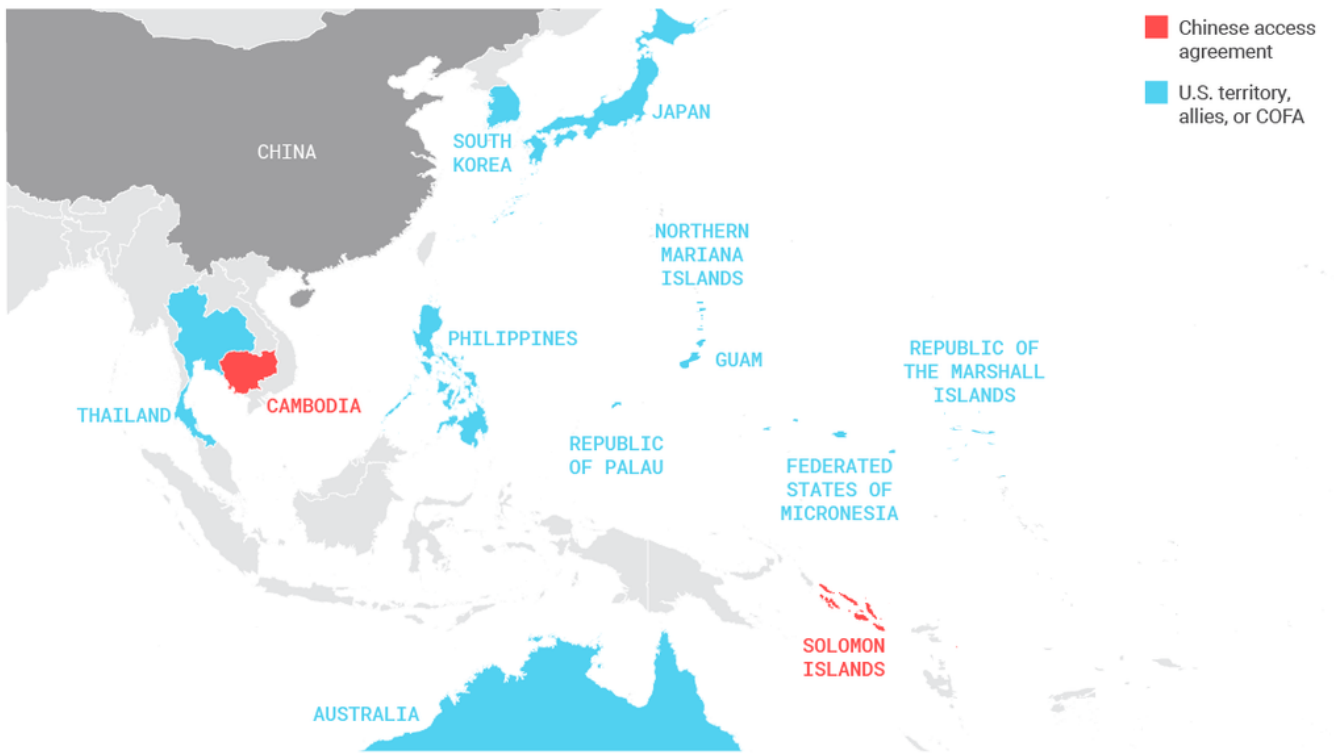 Chinese access
agreement
U.S. territory,
allies, or COFA
JAPAN
SOUTH
KOREA
CHINA
NORTHERN
MARIANA
ISLANDS
PHILIPPINES
GUAM
REPUBLIC OF
THE MARSHALL
ISLANDS
THAILAND
CAMBODIA
REPUBLIC
OF PALAU
FEDERATED
STATES OF
MICRONESIA
SOLOMON
ISLANDS
AUSTRALIA